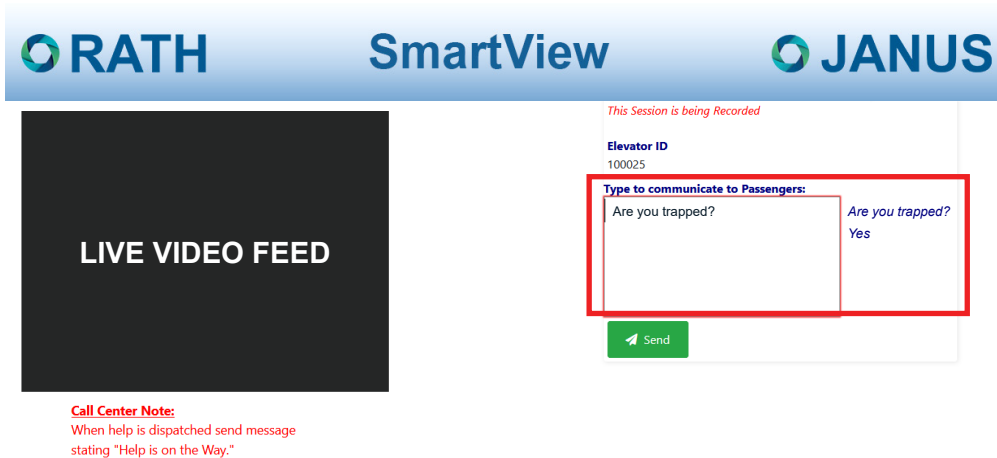 RATH SmartView JANUS
This Session is being Recorded
Elevator ID
100025
Type to communicate to Passengers:
Are you trapped? Are you trapped?
Yes
LIVE VIDEO FEED
Send
Call Center Note:
When help is dispatched send message
stating "Help is on the Way."